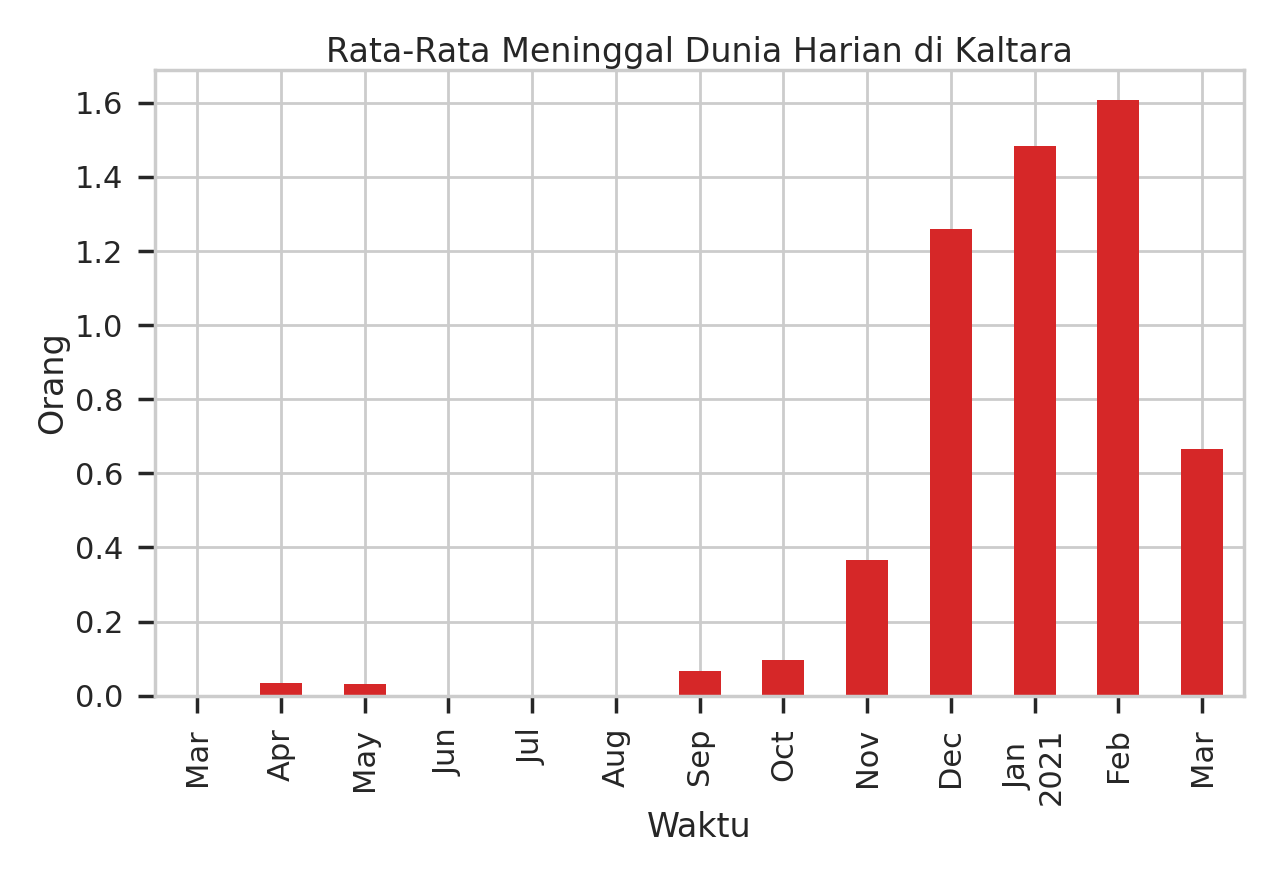 Rata-Rata Meninggal Dunia Harian di Kaltara
1.6
1.4
1.2
1.0
0.8
0.6
0.4
0.2
0.0
Orang
Mar
Apr
May
Jun
Jul
Aug
Sep
Oct
Nov
Dec
Jan
2021
Feb
Mar
Waktu